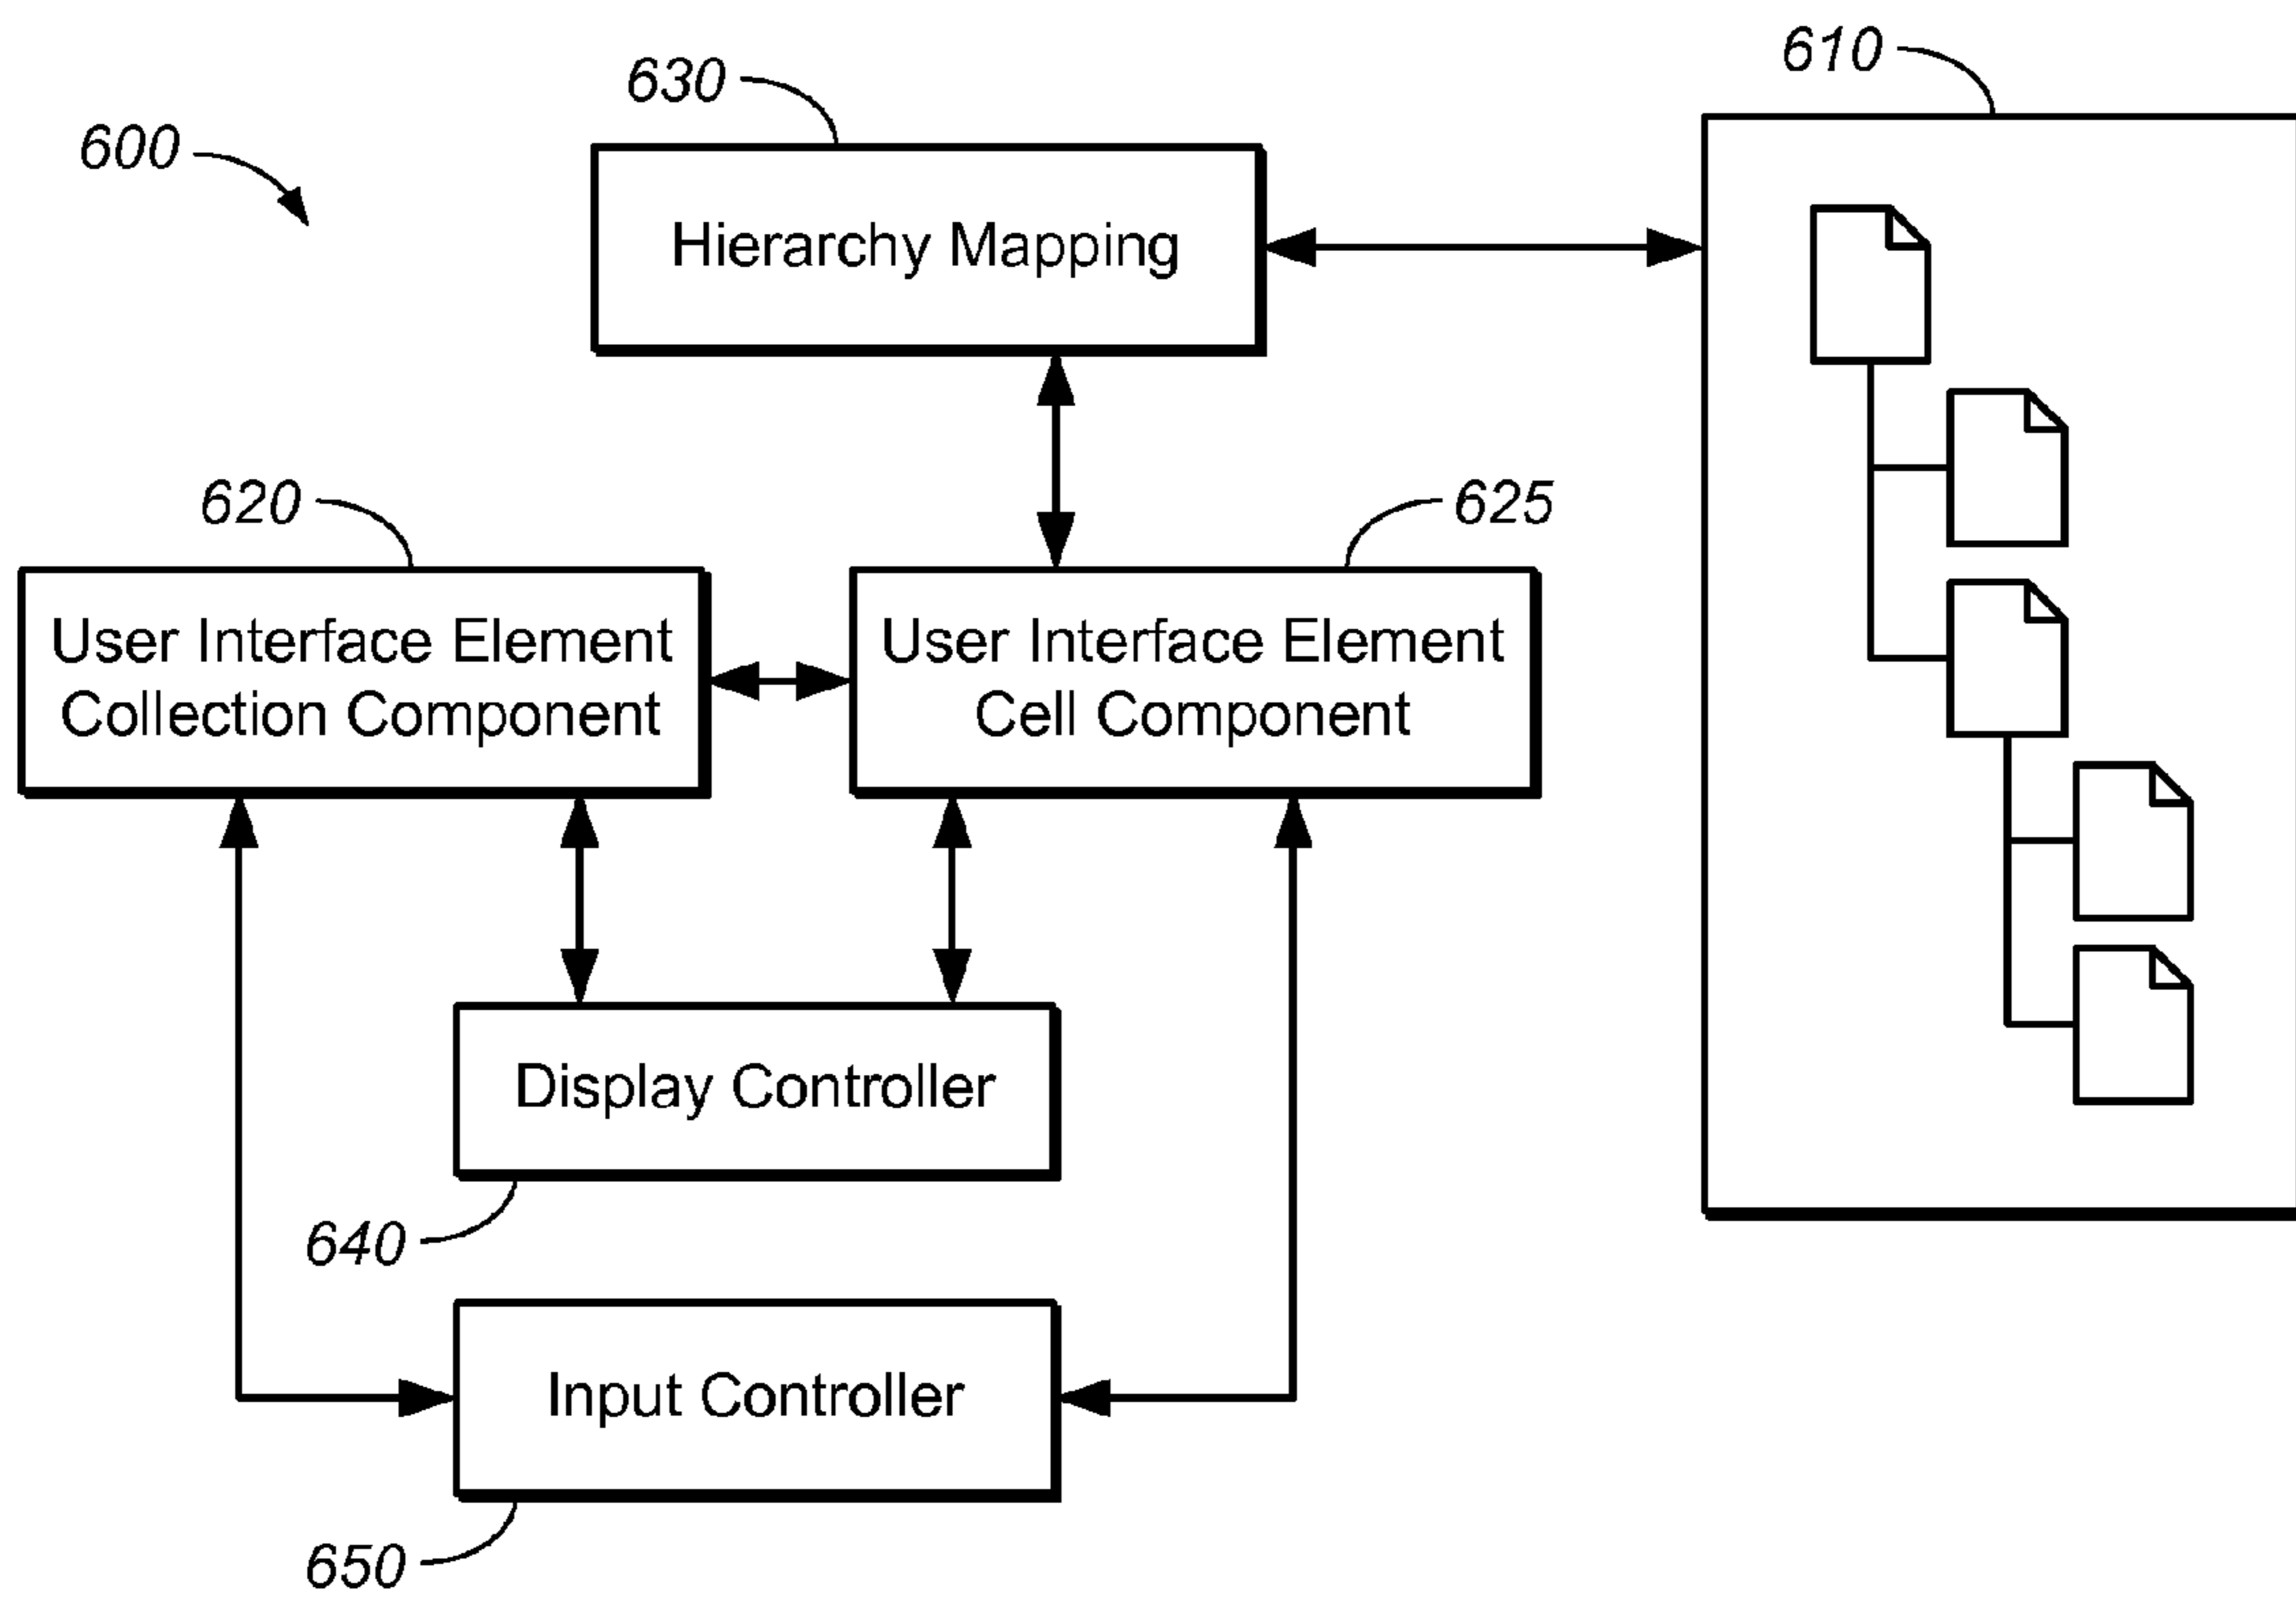 610
630
600
Hierarchy Mapping
620
625
User Interface Element
Collection Component
User Interface Element
Cell Component
Display Controller
640
Input Controller
650